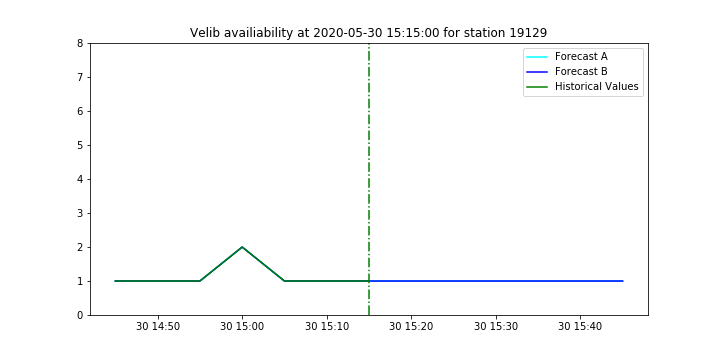 Velib availiability at 2020-05-30 15:15:00 for station 19129
8
7
6
5
4
3
2
1
0
Forecast A
Forecast B
Historical Values
30 14:50 30 15:00 30 15:10 30 15:20 30 15:30 30 15:40